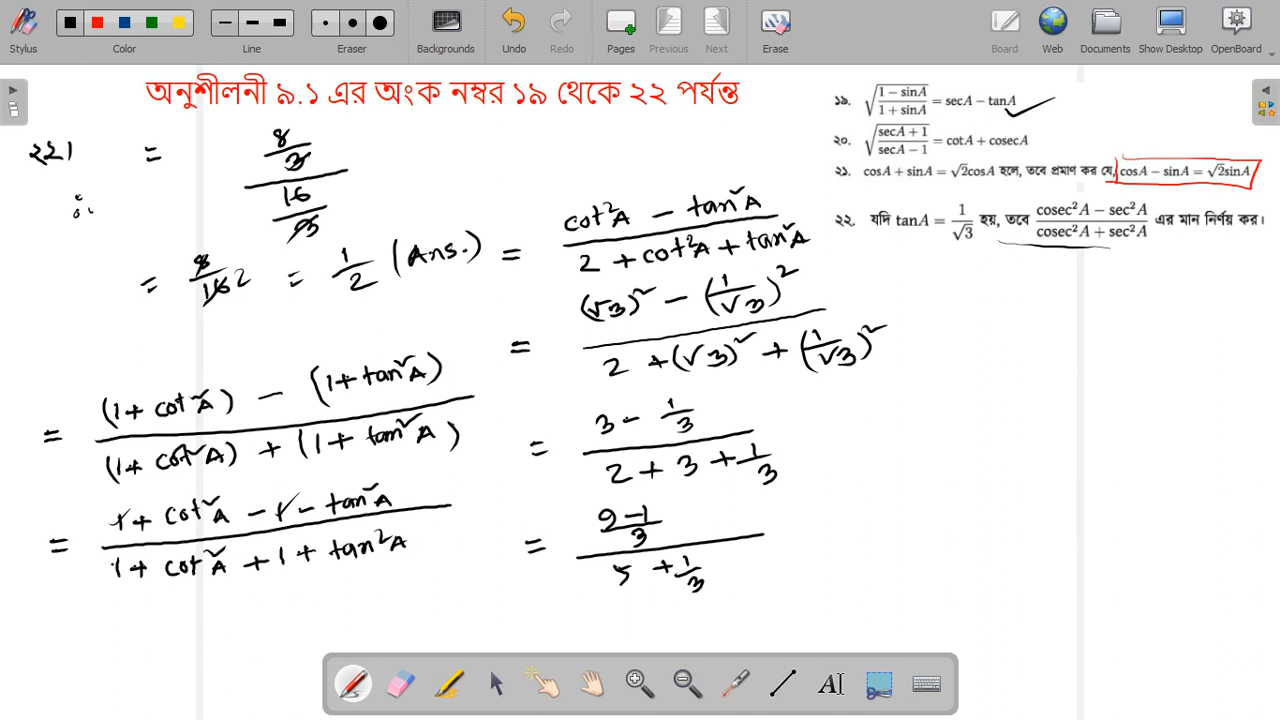 Stylus
Color
Line
Eraser
Backgrounds
Undo
Redo
Pages
Previous
Next
Erase
Board
Web
Documents
Show Desktop
OpenBoard
অনুশীলনী ৯.১ এর অংক নম্বর ১৯ থেকে ২২ পর্যন্ত
২২।
= (8/3) / (16/3)
= 8/16 2 = 1/2 (Ans.)
= (1+cot²A) - (1+tan²A) / (1+cot²A) + (1+tan²A)
= 1+cot²A - 1 - tan²A / 1+cot²A + 1 + tan²A
= cot²A - tan²A / 2 + cot²A + tan²A
= (√3)² - (1/√3)² / 2 + (√3)² + (1/√3)²
= 3 - 1/3 / 2 + 3 + 1/3
= (9-1)/3 / 5 + 1/3
১৯. √((1 − sinA)/(1 + sinA)) = secA − tanA
২০. √((secA + 1)/(secA − 1)) = cotA + cosecA
২১. cosA + sinA = √2cosA হলে, তবে প্রমাণ কর যে, cosA − sinA = √2sinA
২২. যদি tanA = 1/√3 হয়, তবে (cosec²A − sec²A)/(cosec²A + sec²A) এর মান নির্ণয় কর।